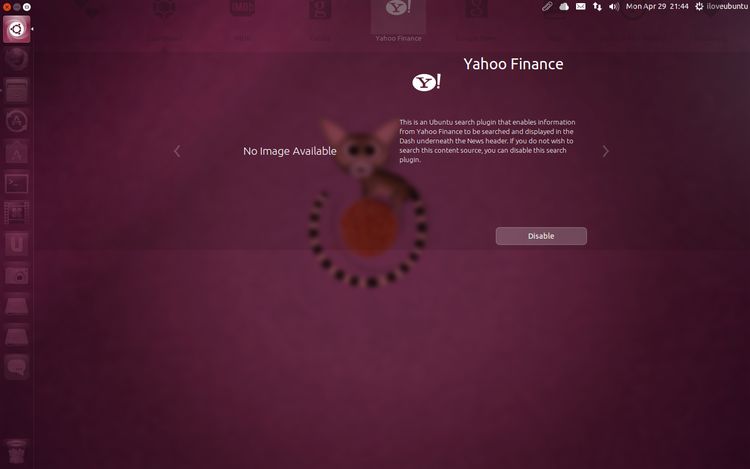 Mon Apr 29 21:44
iloveubuntu
Yahoo Finance
Yahoo Finance
Y!
This is an Ubuntu search plugin that enables information
from Yahoo Finance to be searched and displayed in the
Dash underneath the News header. If you do not wish to
search this content source, you can disable this search
plugin.
No Image Available
Disable